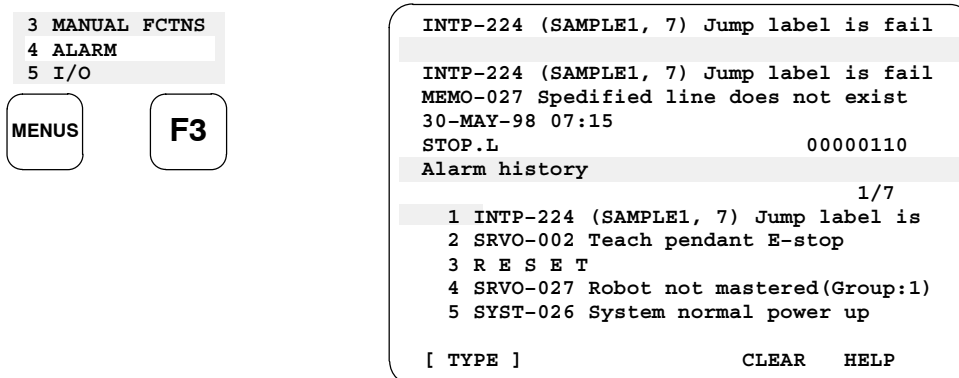 3 MANUAL FCTNS
4 ALARM
5 I/O
MENUS
F3
INTP-224 (SAMPLE1, 7) Jump label is fail
INTP-224 (SAMPLE1, 7) Jump label is fail
MEMO-027 Spedified line does not exist
30-MAY-98 07:15
STOP.L 00000110
Alarm history
1/7
1 INTP-224 (SAMPLE1, 7) Jump label is
2 SRVO-002 Teach pendant E-stop
3 R E S E T
4 SRVO-027 Robot not mastered(Group:1)
5 SYST-026 System normal power up
[ TYPE ] CLEAR HELP